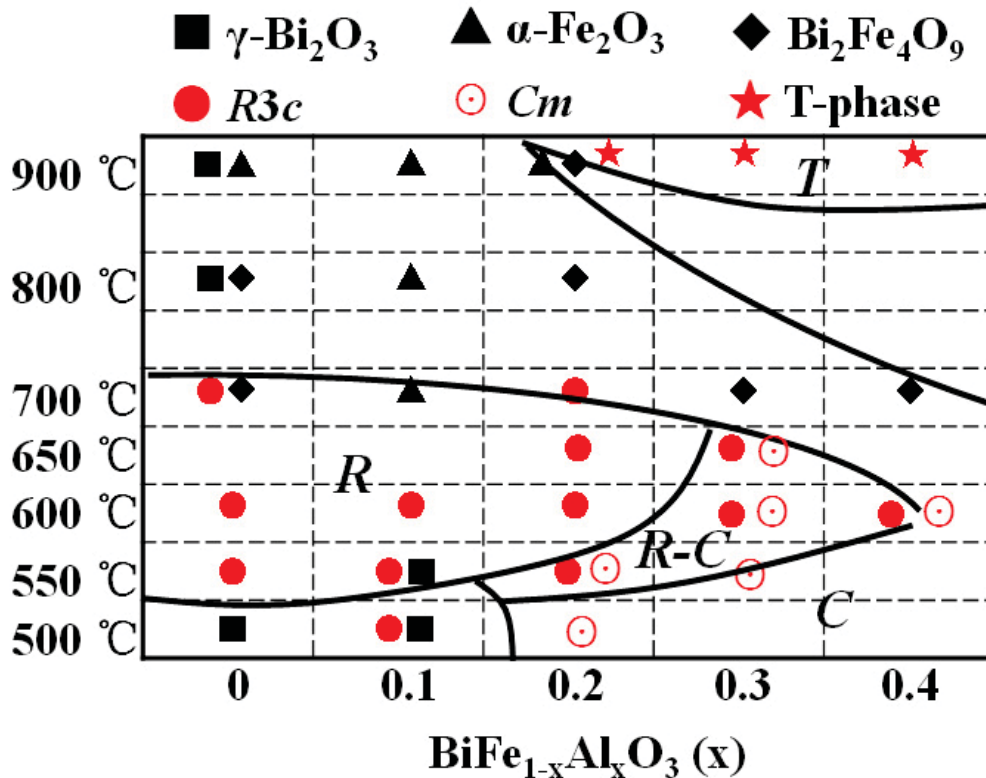 γ-Bi₂O₃ α-Fe₂O₃ Bi₂Fe₄O₉
R3c Cm T-phase
900 ℃ T
800 ℃
700 ℃
650 ℃
R
600 ℃
R-C
550 ℃
C
500 ℃
0 0.1 0.2 0.3 0.4
BiFe₁₋ₓAlₓO₃ (x)